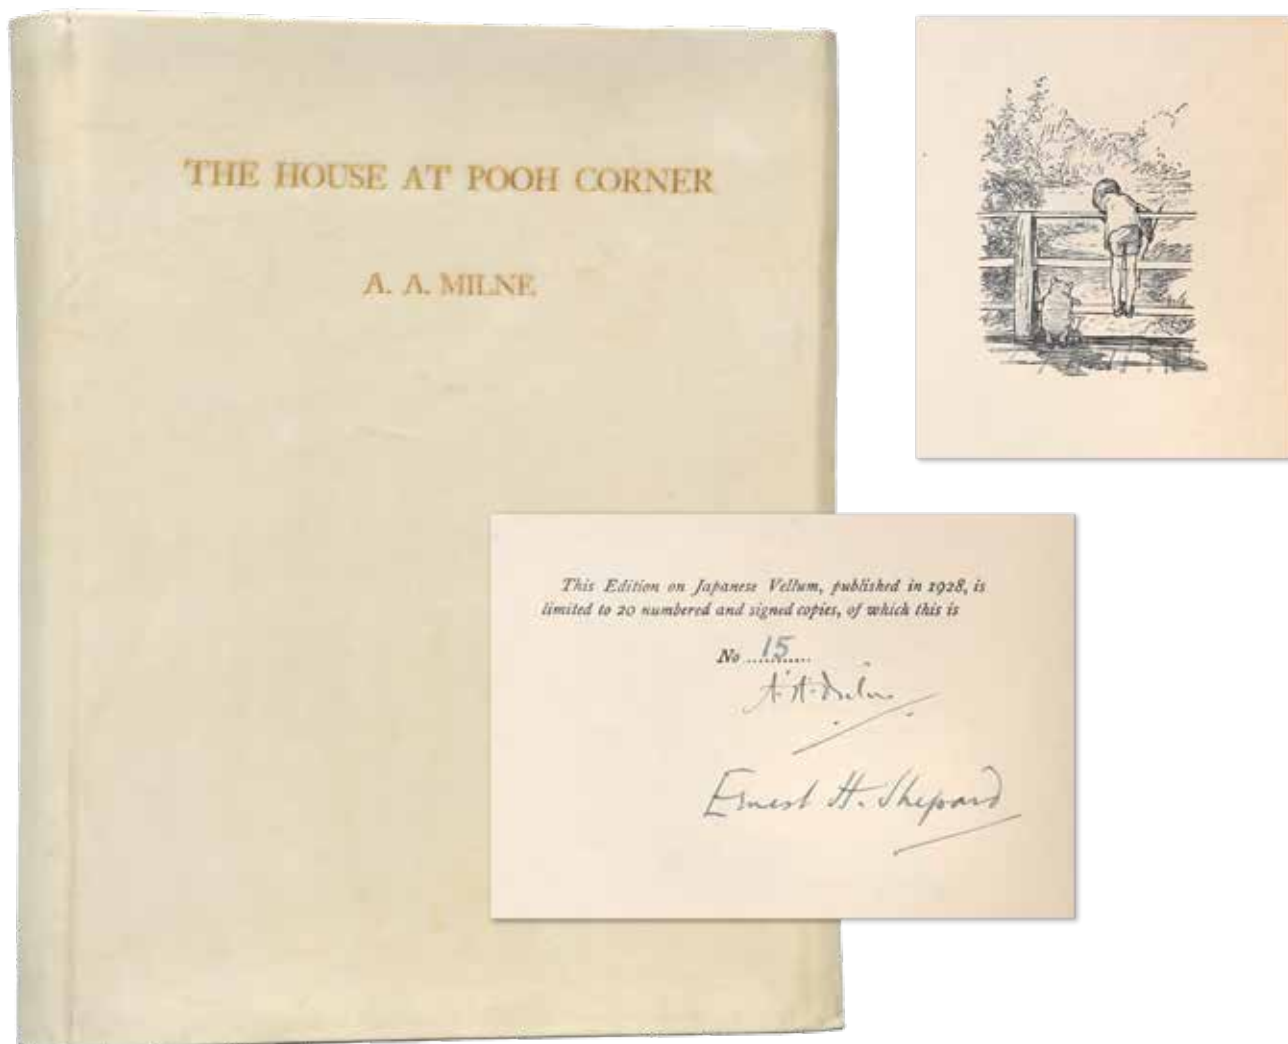 THE HOUSE AT POOH CORNER
A. A. MILNE
This Edition on Japanese Vellum, published in 1928, is
limited to 20 numbered and signed copies, of which this is
No 15
A. A. Milne
Ernest H. Shepard